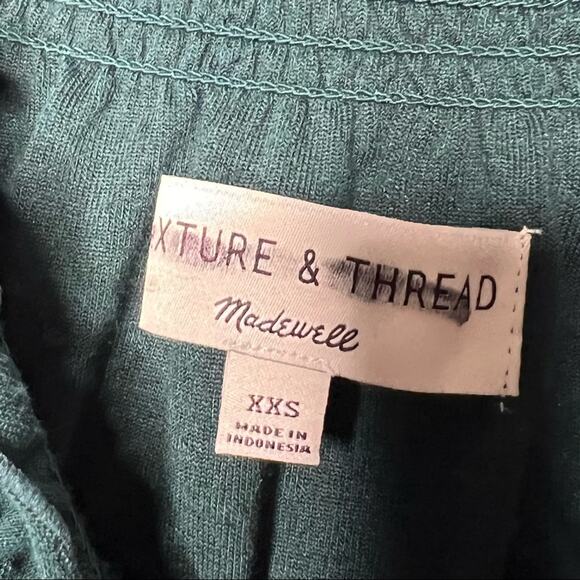 XTURE & THREAD
Madewell
XXS
MADE IN
INDONESIA